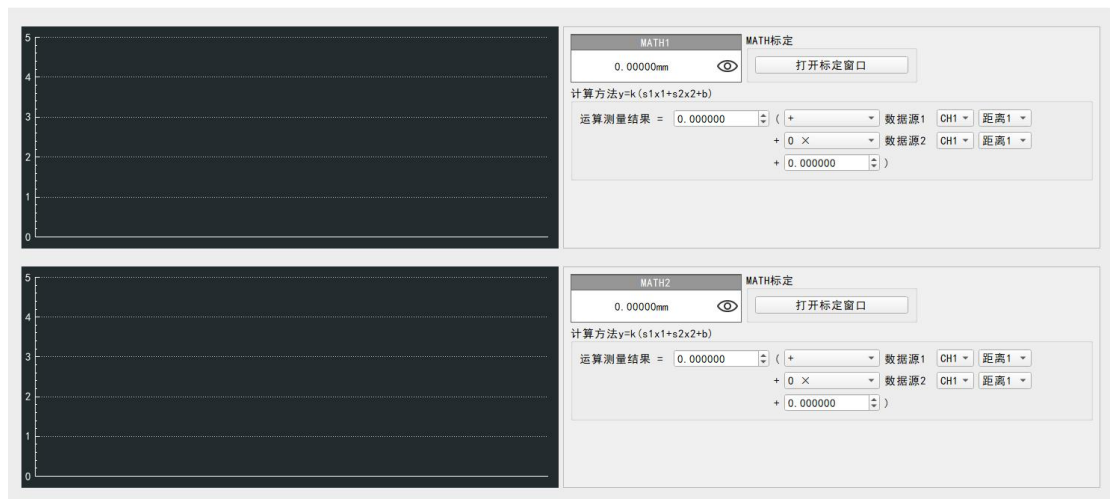 5
4
3
2
1
0
MATH1
0.00000mm
MATH标定
打开标定窗口
计算方法y=k(s1x1+s2x2+b)
运算测量结果 = 0.000000 ( + 数据源1 CH1 距离1
+ 0 × 数据源2 CH1 距离1
+ 0.000000 )
5
4
3
2
1
0
MATH2
0.00000mm
MATH标定
打开标定窗口
计算方法y=k(s1x1+s2x2+b)
运算测量结果 = 0.000000 ( + 数据源1 CH1 距离1
+ 0 × 数据源2 CH1 距离1
+ 0.000000 )